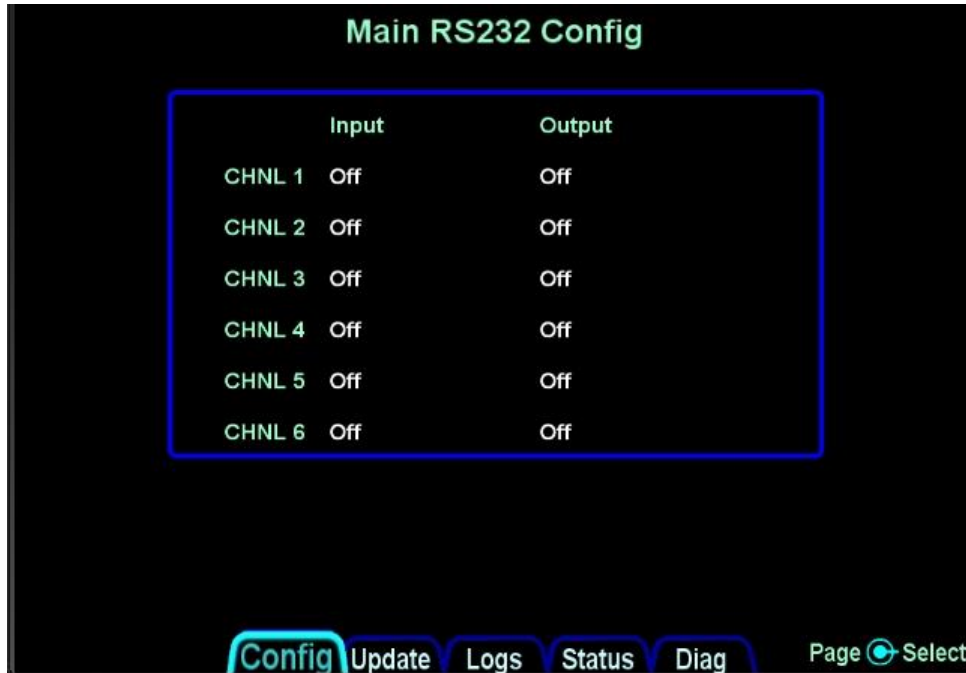 Main RS232 Config
Input Output
CHNL 1 Off Off
CHNL 2 Off Off
CHNL 3 Off Off
CHNL 4 Off Off
CHNL 5 Off Off
CHNL 6 Off Off
Config Update Logs Status Diag Page Select